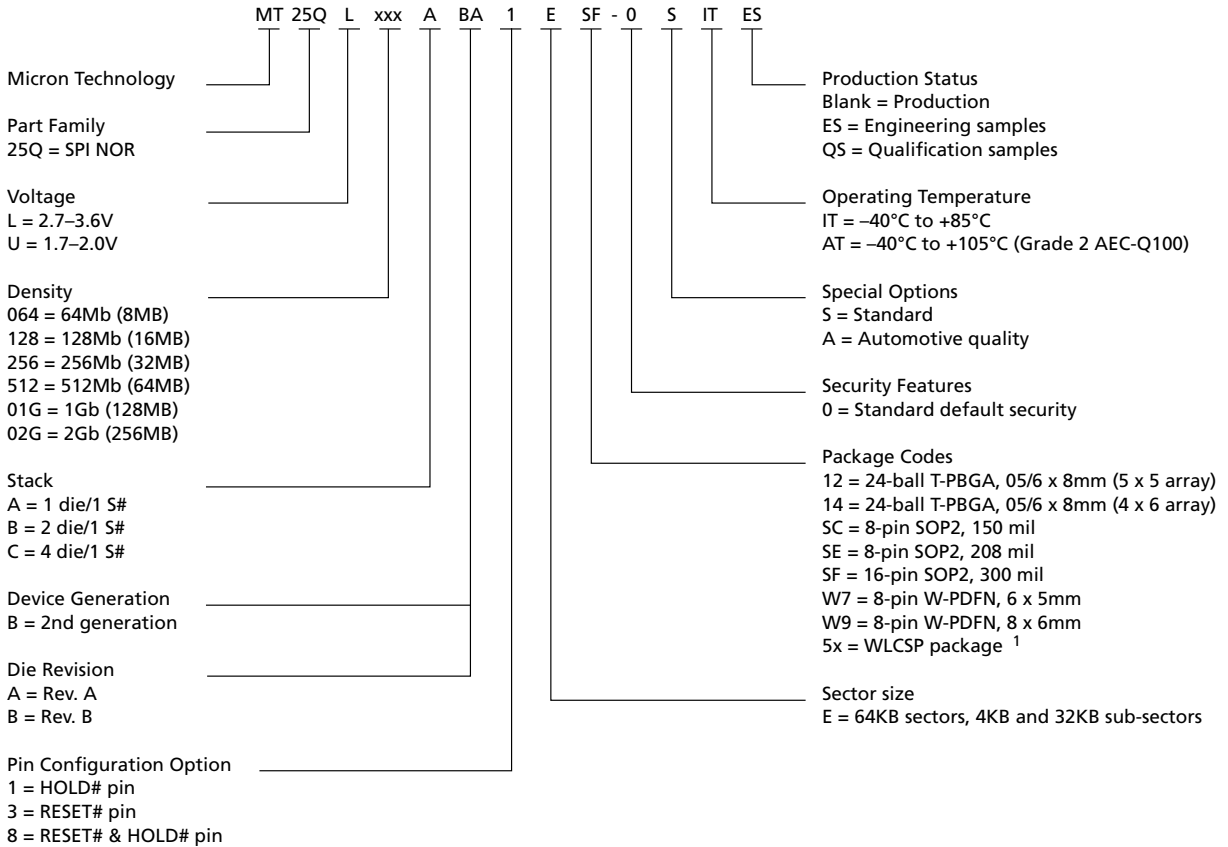 MT 25Q L xxx A BA 1 E SF - 0 S IT ES
Micron Technology
Part Family
25Q = SPI NOR
Voltage
L = 2.7–3.6V
U = 1.7–2.0V
Density
064 = 64Mb (8MB)
128 = 128Mb (16MB)
256 = 256Mb (32MB)
512 = 512Mb (64MB)
01G = 1Gb (128MB)
02G = 2Gb (256MB)
Stack
A = 1 die/1 S#
B = 2 die/1 S#
C = 4 die/1 S#
Device Generation
B = 2nd generation
Die Revision
A = Rev. A
B = Rev. B
Pin Configuration Option
1 = HOLD# pin
3 = RESET# pin
8 = RESET# & HOLD# pin
Production Status
Blank = Production
ES = Engineering samples
QS = Qualification samples
Operating Temperature
IT = –40°C to +85°C
AT = –40°C to +105°C (Grade 2 AEC-Q100)
Special Options
S = Standard
A = Automotive quality
Security Features
0 = Standard default security
Package Codes
12 = 24-ball T-PBGA, 05/6 x 8mm (5 x 5 array)
14 = 24-ball T-PBGA, 05/6 x 8mm (4 x 6 array)
SC = 8-pin SOP2, 150 mil
SE = 8-pin SOP2, 208 mil
SF = 16-pin SOP2, 300 mil
W7 = 8-pin W-PDFN, 6 x 5mm
W9 = 8-pin W-PDFN, 8 x 6mm
5x = WLCSP package 1
Sector size
E = 64KB sectors, 4KB and 32KB sub-sectors